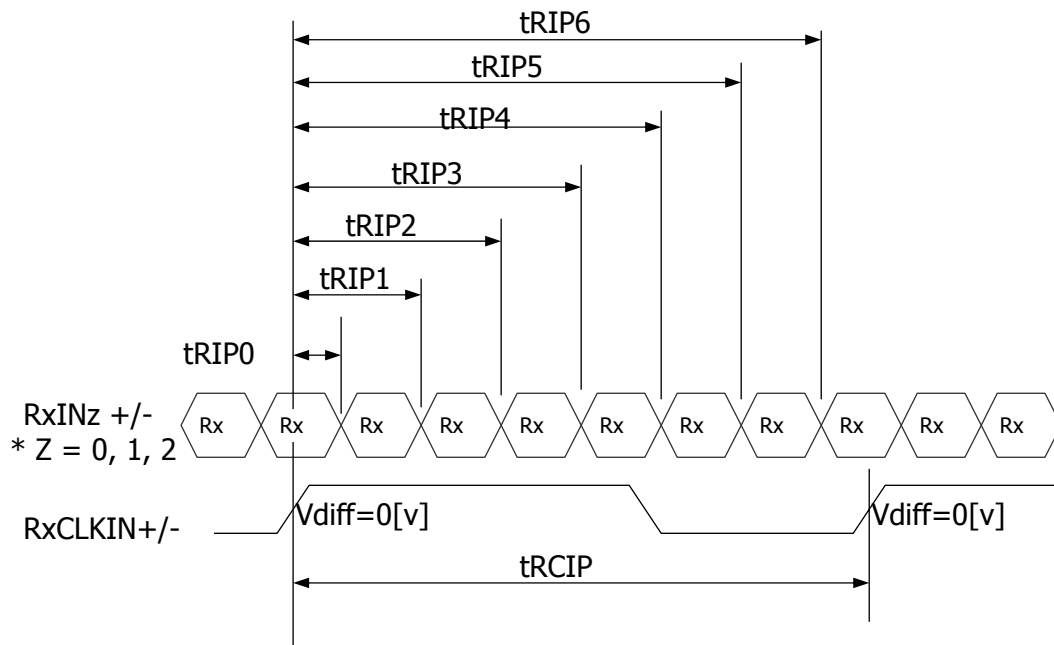 tRIP6
tRIP5
tRIP4
tRIP3
tRIP2
tRIP1
tRIP0
RxINz +/-
* Z = 0, 1, 2
Rx Rx Rx Rx Rx Rx Rx Rx Rx Rx Rx
RxCLKIN+/-
Vdiff=0[v] Vdiff=0[v]
tRCIP